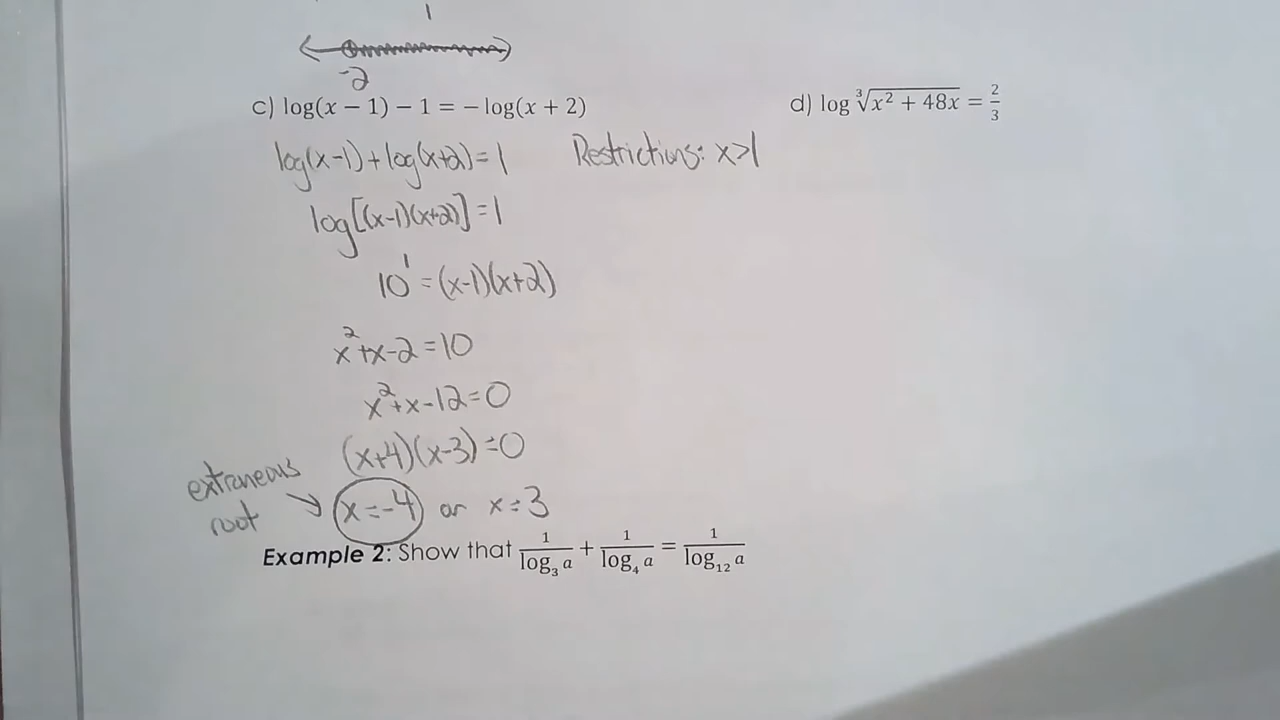 1
-2
c) log(x − 1) − 1 = − log(x + 2)
log(x-1)+log(x+2)=1
Restrictions: x>1
log[(x-1)(x+2)]=1
10¹=(x-1)(x+2)
x²+x-2=10
x²+x-12=0
(x+4)(x-3)=0
extraneous
root
x=-4 or x=3
d) log ∛(x² + 48x) = 2/3
Example 2: Show that 1/log₃ a + 1/log₄ a = 1/log₁₂ a